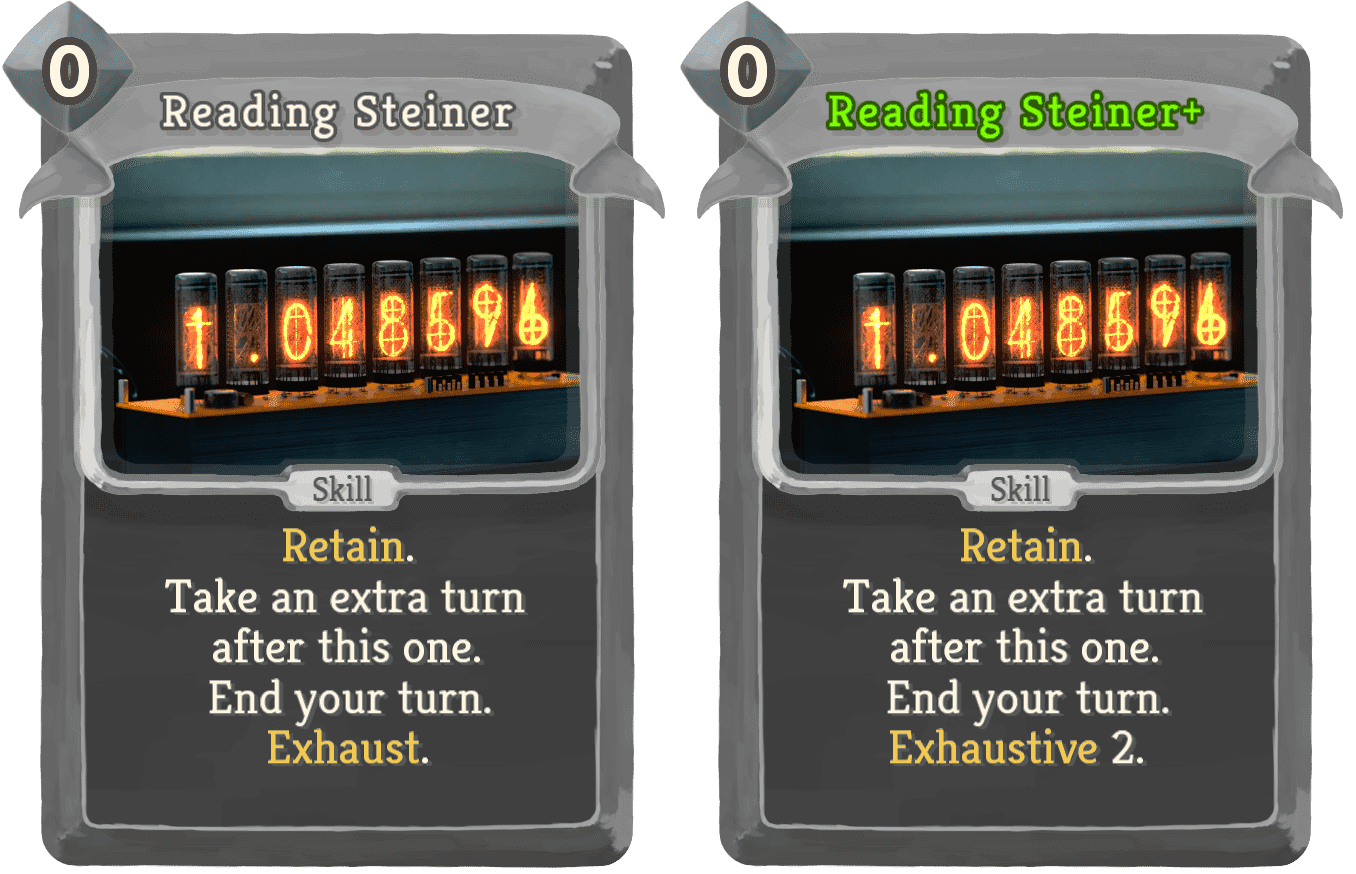 0
Reading Steiner
1.048596
Skill
Retain.
Take an extra turn
after this one.
End your turn.
Exhaust.
0
Reading Steiner+
1.048596
Skill
Retain.
Take an extra turn
after this one.
End your turn.
Exhaustive 2.